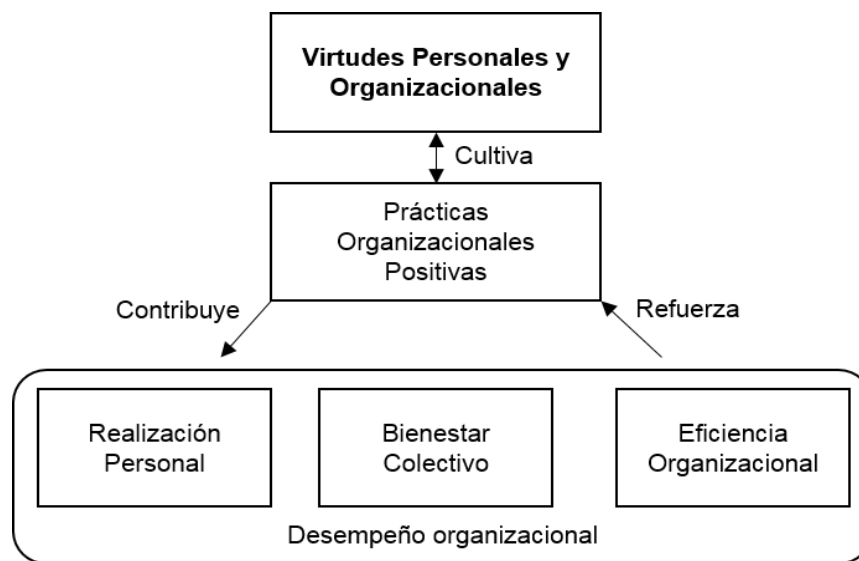 Virtudes Personales y
Organizacionales
Cultiva
Prácticas
Organizacionales
Positivas
Contribuye
Refuerza
Realización
Personal
Bienestar
Colectivo
Eficiencia
Organizacional
Desempeño organizacional